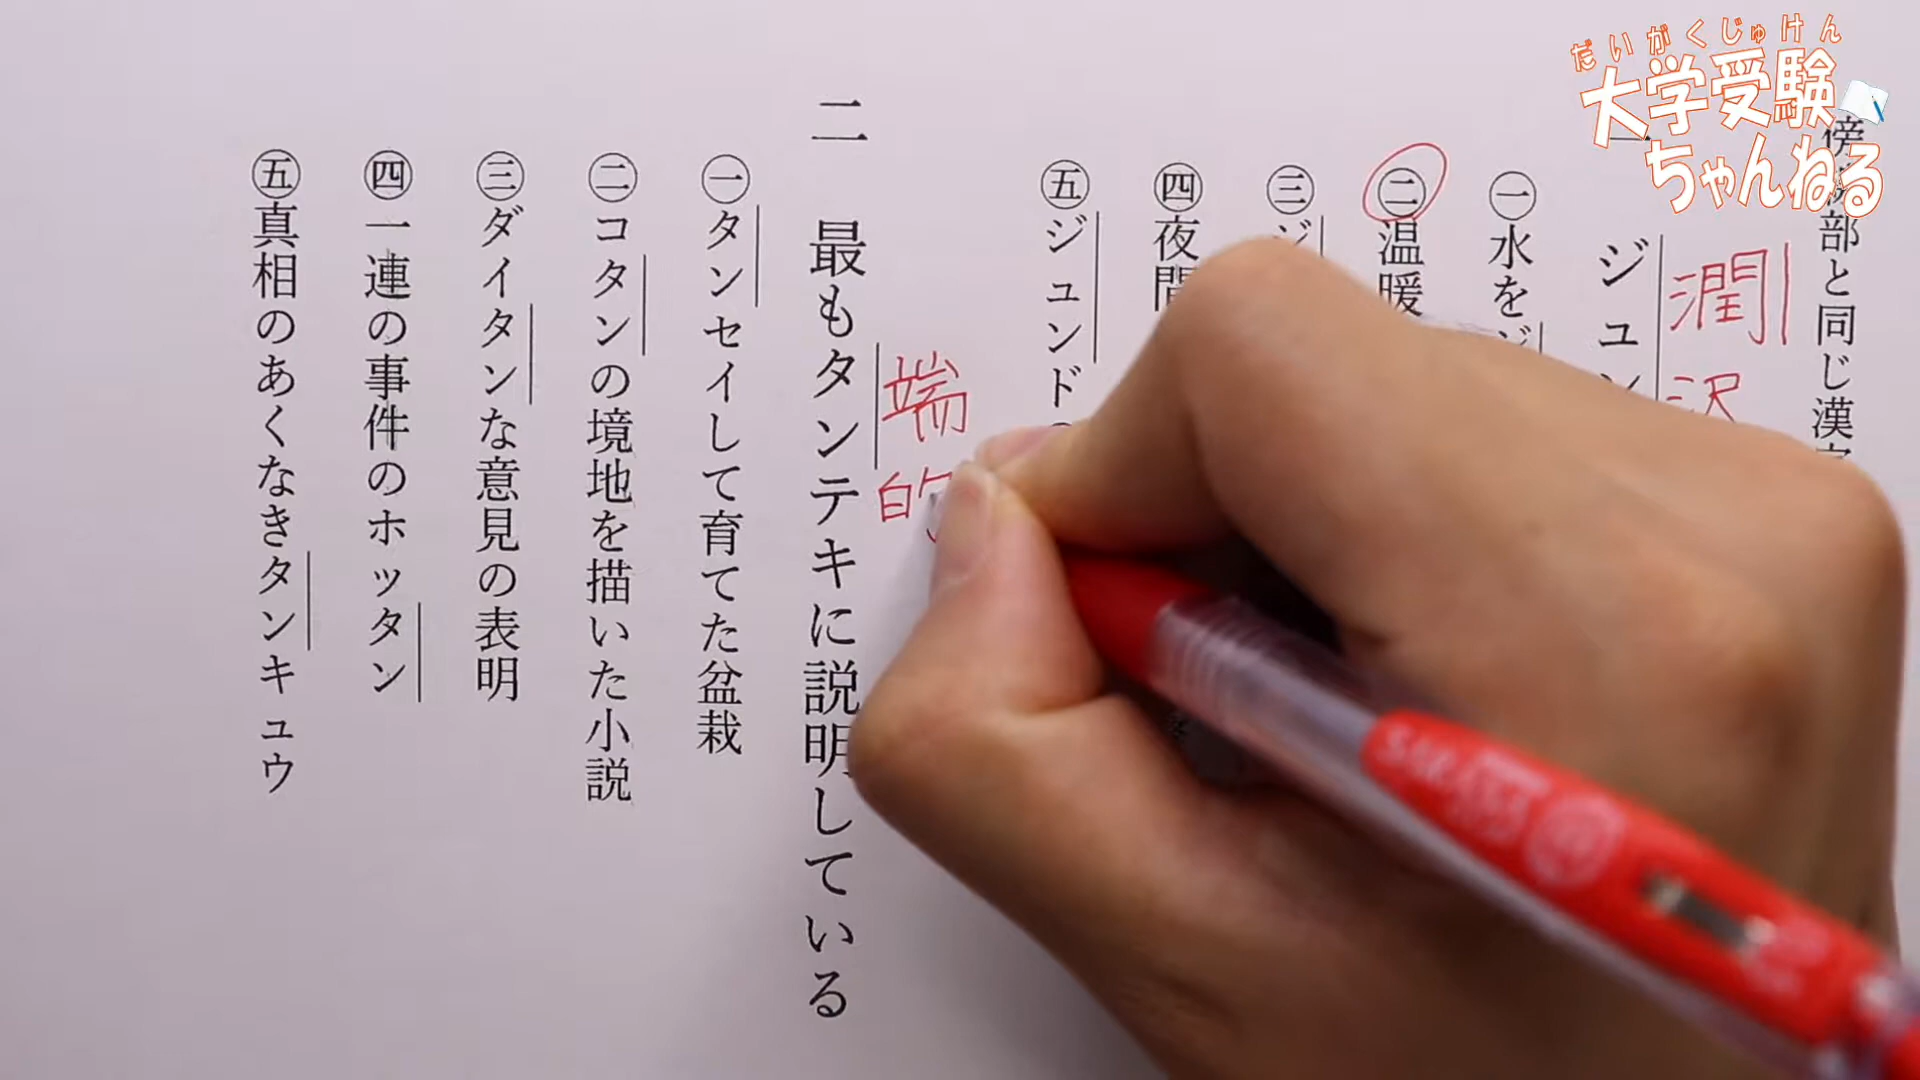 だいがくじゅけん
大学受験
ちゃんねる
傍線部と同じ漢字
一
ジュン
潤
沢
㊀水をジ
㊁温暖
㊂ジ
㊃夜間
㊄ジュンドの
二 最もタンテキに説明している
端
的
㊀タンセイして育てた盆栽
㊁コタンの境地を描いた小説
㊂ダイタンな意見の表明
㊃一連の事件のホッタン
㊄真相のあくなきタンキュウ